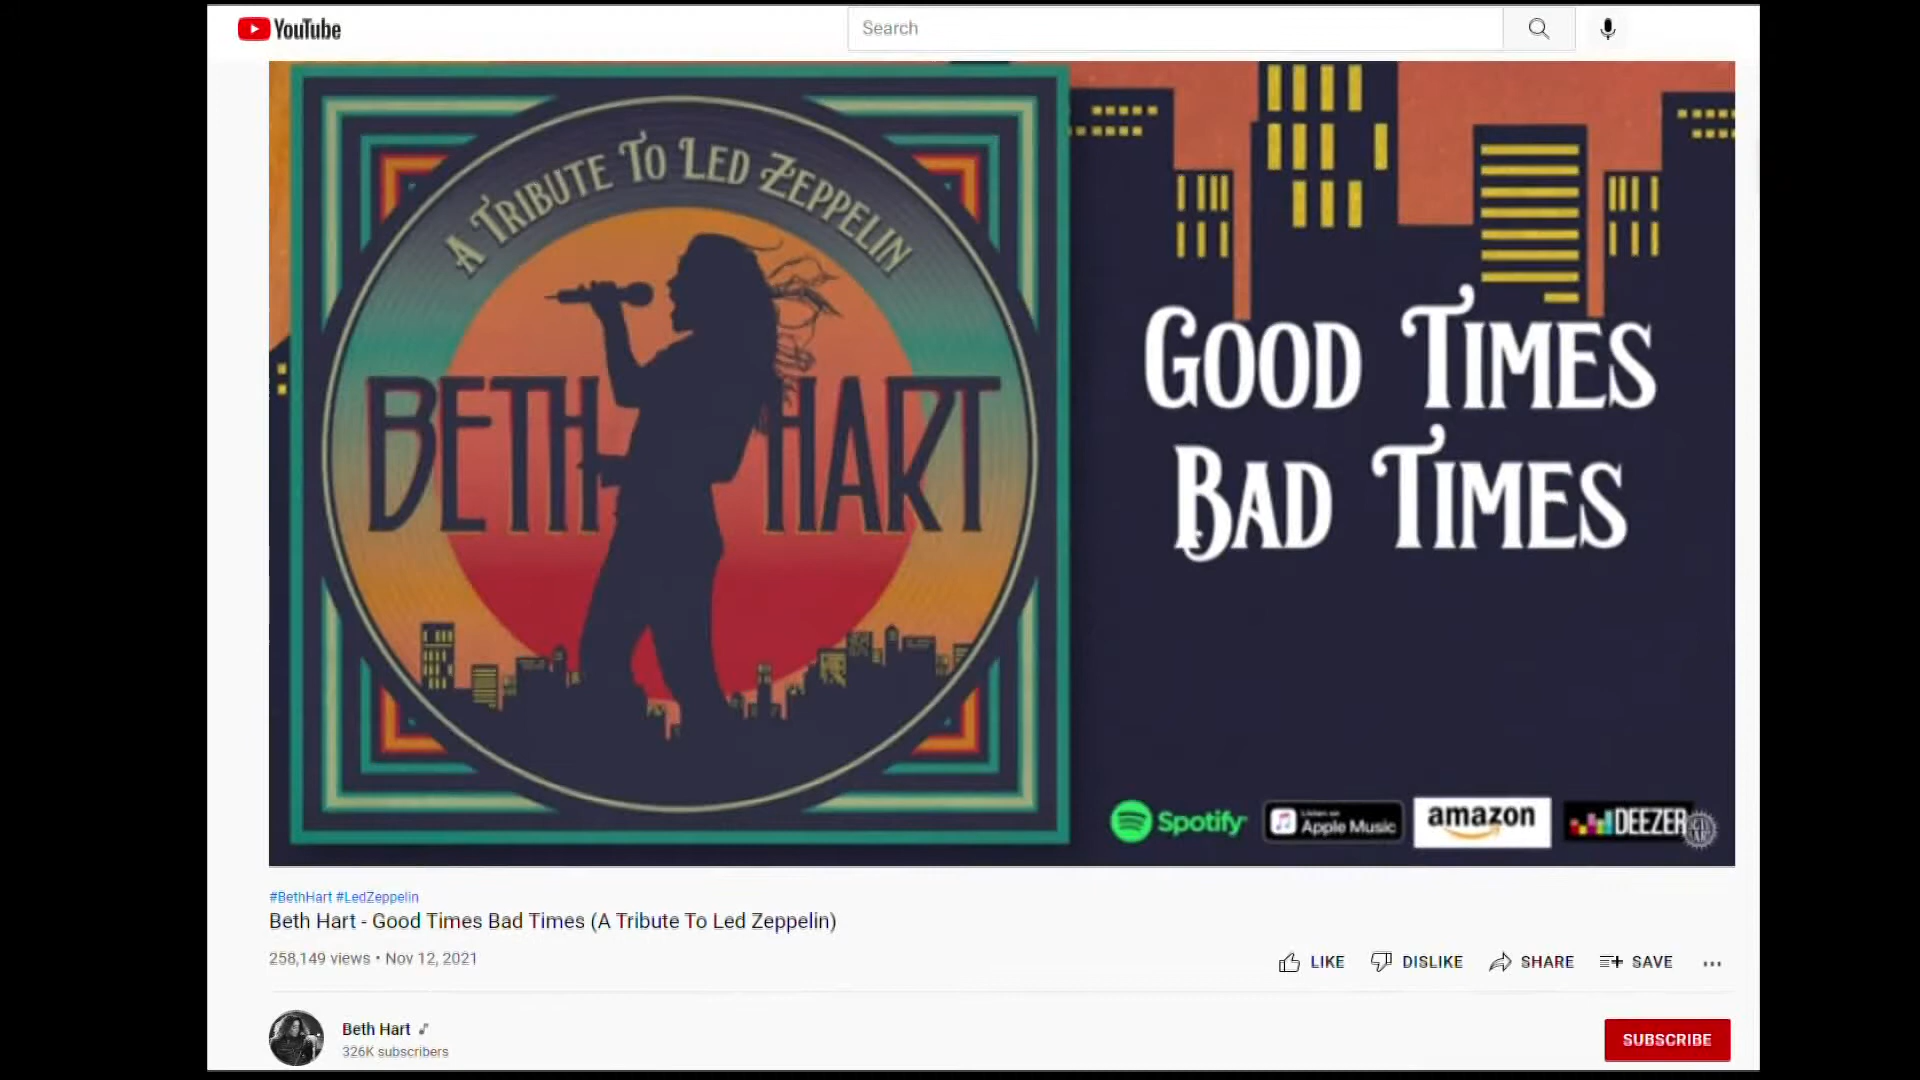 YouTube
Search
A TRIBUTE TO LED ZEPPELIN
BETH HART
GOOD TIMES
BAD TIMES
Spotify
Listen on
Apple Music
amazon
DEEZER
#BethHart #LedZeppelin
Beth Hart - Good Times Bad Times (A Tribute To Led Zeppelin)
258,149 views • Nov 12, 2021
LIKE
DISLIKE
SHARE
SAVE
Beth Hart
326K subscribers
SUBSCRIBE